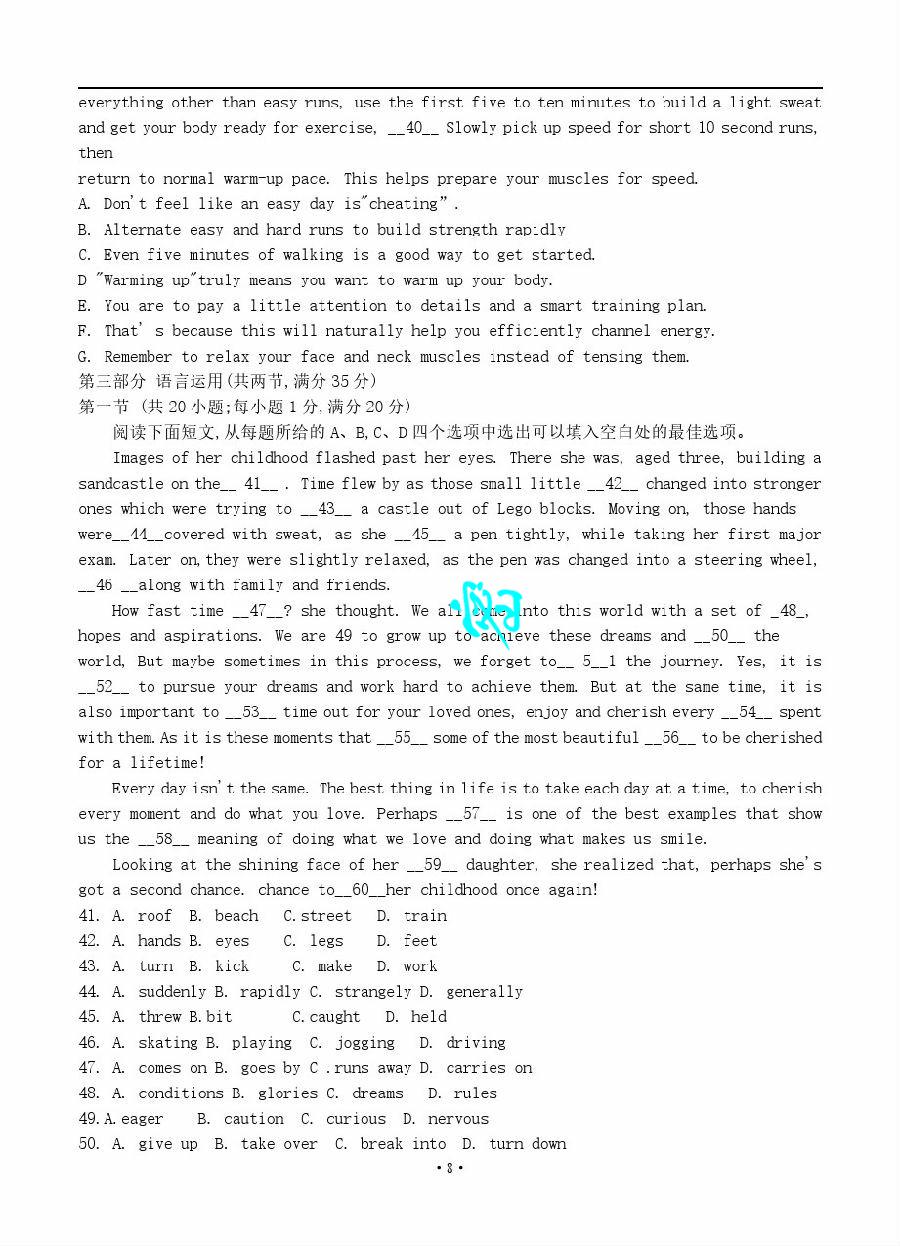 everything other than easy runs, use the first five to ten minutes to build a light sweat
and get your body ready for exercise, __40__ Slowly pick up speed for short 10 second runs,
then
return to normal warm-up pace. This helps prepare your muscles for speed.
A. Don't feel like an easy day is"cheating”.
B. Alternate easy and hard runs to build strength rapidly
C. Even five minutes of walking is a good way to get started.
D "Warming up"truly means you want to warm up your body.
E. You are to pay a little attention to details and a smart training plan.
F. That's because this will naturally help you efficiently channel energy.
G. Remember to relax your face and neck muscles instead of tensing them.
第三部分 语言运用(共两节,满分35分)
第一节 (共20小题;每小题1分,满分20分)
阅读下面短文,从每题所给的A、B,C、D四个选项中选出可以填入空白处的最佳选项。
Images of her childhood flashed past her eyes. There she was, aged three, building a
sandcastle on the__ 41__ . Time flew by as those small little __42__ changed into stronger
ones which were trying to __43__ a castle out of Lego blocks. Moving on, those hands
were__44__covered with sweat, as she __45__ a pen tightly, while taking her first major
exam. Later on,they were slightly relaxed, as the pen was changed into a steering wheel,
__46 __along with family and friends.
How fast time __47__? she thought. We all come into this world with a set of _48_,
hopes and aspirations. We are 49 to grow up to achieve these dreams and __50__ the
world, But maybe sometimes in this process, we forget to__ 5__1 the journey. Yes, it is
__52__ to pursue your dreams and work hard to achieve them. But at the same time, it is
also important to __53__ time out for your loved ones, enjoy and cherish every __54__ spent
with them.As it is these moments that __55__ some of the most beautiful __56__ to be cherished
for a lifetime!
Every day isn't the same. The best thing in life is to take each day at a time, to cherish
every moment and do what you love. Perhaps __57__ is one of the best examples that show
us the __58__ meaning of doing what we love and doing what makes us smile.
Looking at the shining face of her __59__ daughter, she realized that, perhaps she's
got a second chance. chance to__60__her childhood once again!
41. A. roof B. beach C.street D. train
42. A. hands B. eyes C. legs D. feet
43. A. turn B. kick C. make D. work
44. A. suddenly B. rapidly C. strangely D. generally
45. A. threw B.bit C.caught D. held
46. A. skating B. playing C. jogging D. driving
47. A. comes on B. goes by C .runs away D. carries on
48. A. conditions B. glories C. dreams D. rules
49.A.eager B. caution C. curious D. nervous
50. A. give up B. take over C. break into D. turn down